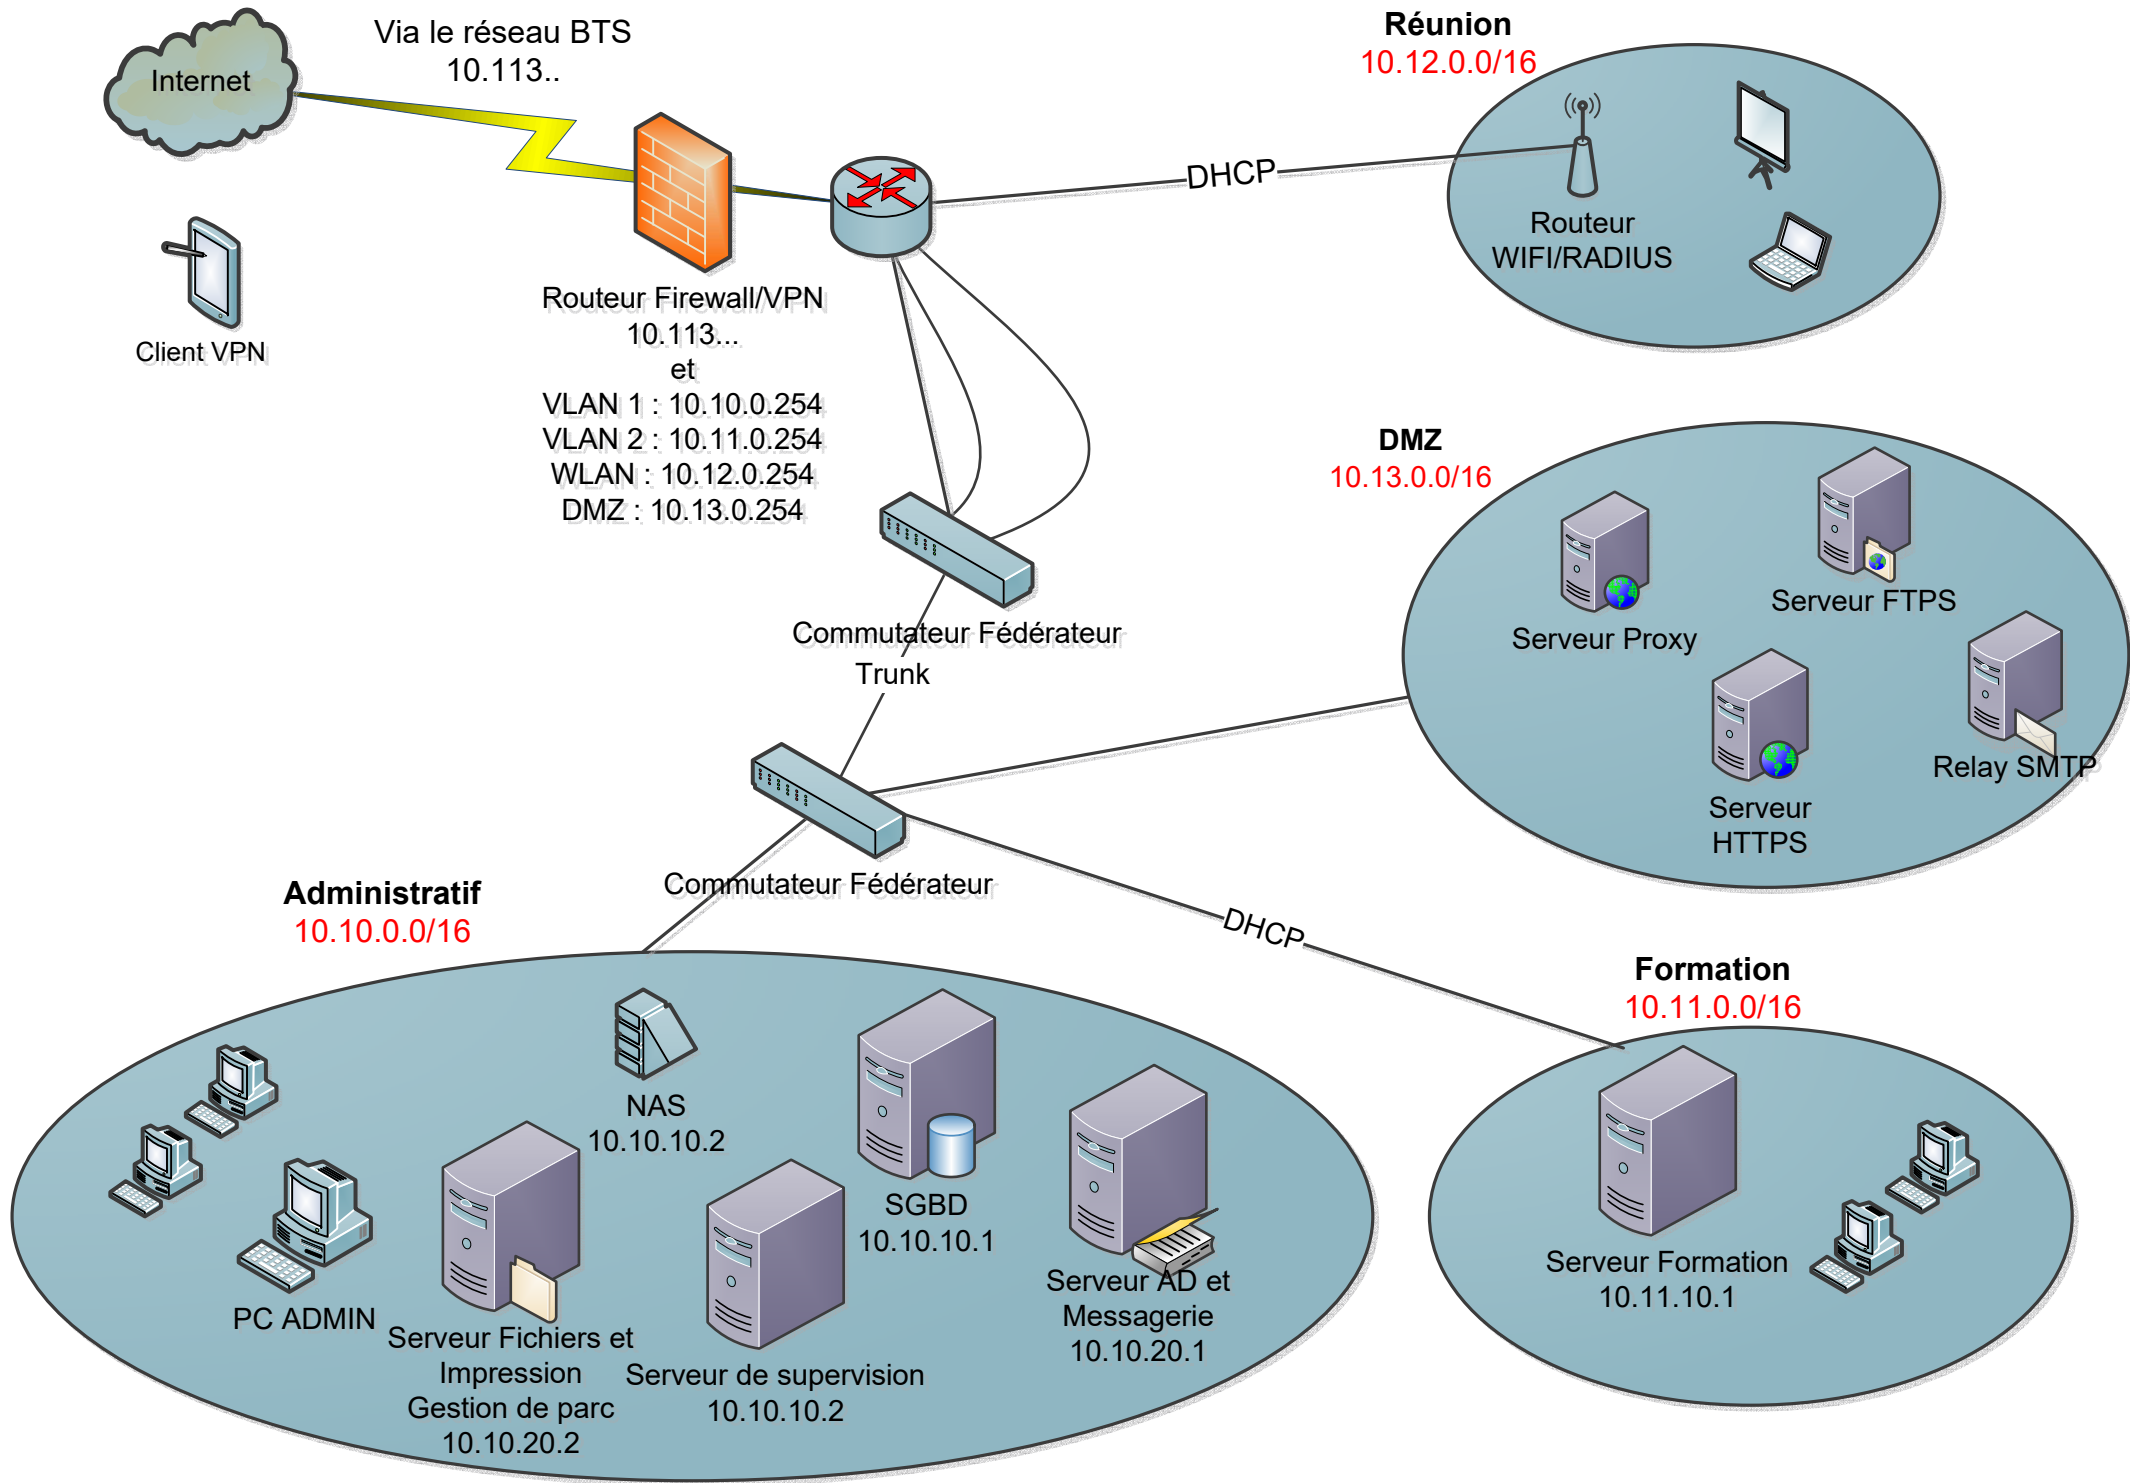 Via le réseau BTS
10.113..
Internet
Client VPN
Routeur Firewall/VPN
10.113...
et
VLAN 1 : 10.10.0.254
VLAN 2 : 10.11.0.254
WLAN : 10.12.0.254
DMZ : 10.13.0.254
DHCP
Réunion
10.12.0.0/16
Routeur
WIFI/RADIUS
DMZ
10.13.0.0/16
Serveur Proxy
Serveur FTPS
Serveur
HTTPS
Relay SMTP
Commutateur Fédérateur
Trunk
Commutateur Fédérateur
DHCP
Administratif
10.10.0.0/16
NAS
10.10.10.2
SGBD
10.10.10.1
PC ADMIN
Serveur Fichiers et
Impression
Gestion de parc
10.10.20.2
Serveur de supervision
10.10.10.2
Serveur AD et
Messagerie
10.10.20.1
Formation
10.11.0.0/16
Serveur Formation
10.11.10.1